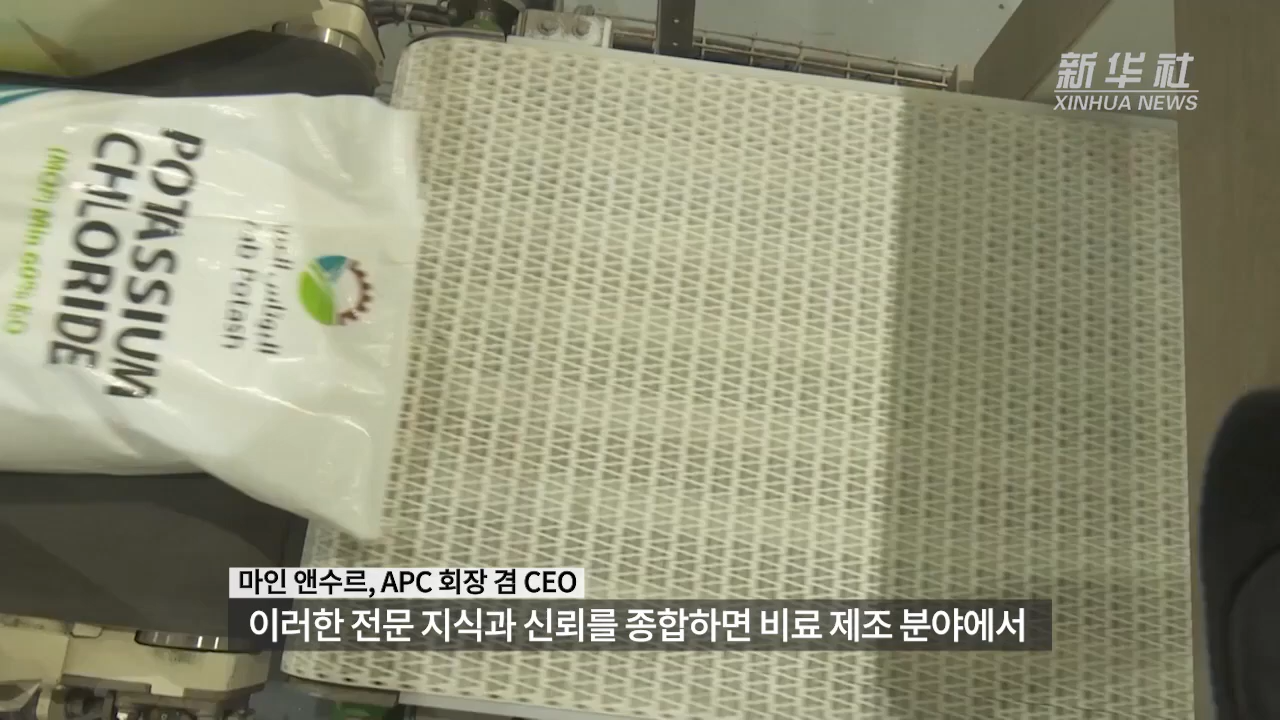 新华社
XINHUA NEWS
POTASSIUM
CHLORIDE
Potash
마인 앤수르, APC 회장 겸 CEO
이러한 전문 지식과 신뢰를 종합하면 비료 제조 분야에서